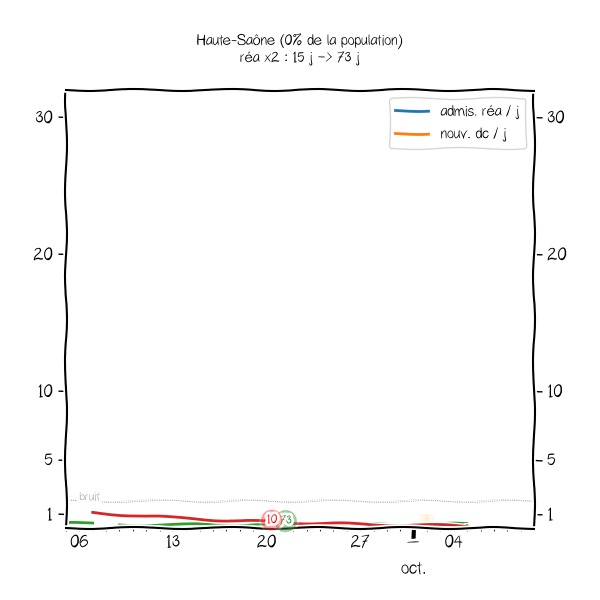 Haute-Saône (0% de la population)
réa x2 : 15 j -> 73 j
admis. réa / j
nouv. dc / j
30
30
20
20
10
10
5
5
... bruit
1
10
73
1
06
13
20
27
04
oct.